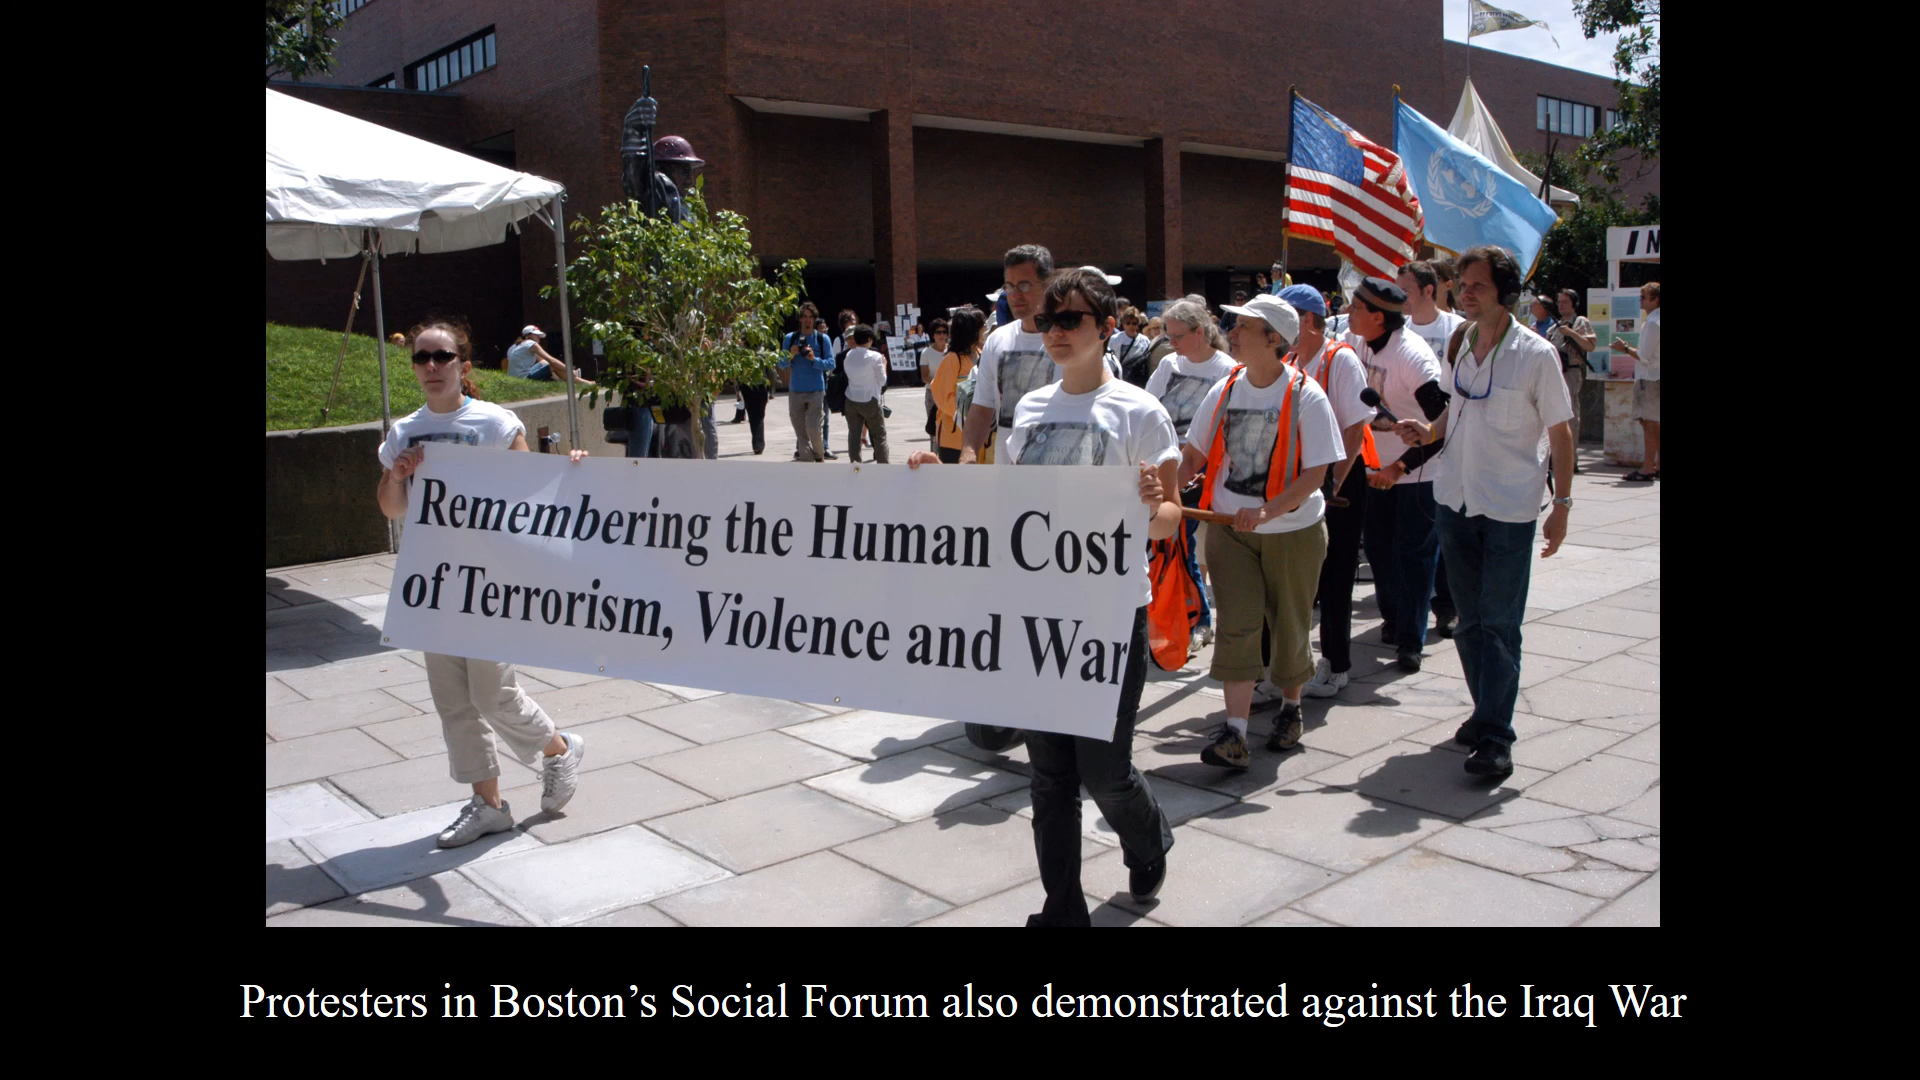 I N
Remembering the Human Cost
of Terrorism, Violence and War
Protesters in Boston’s Social Forum also demonstrated against the Iraq War